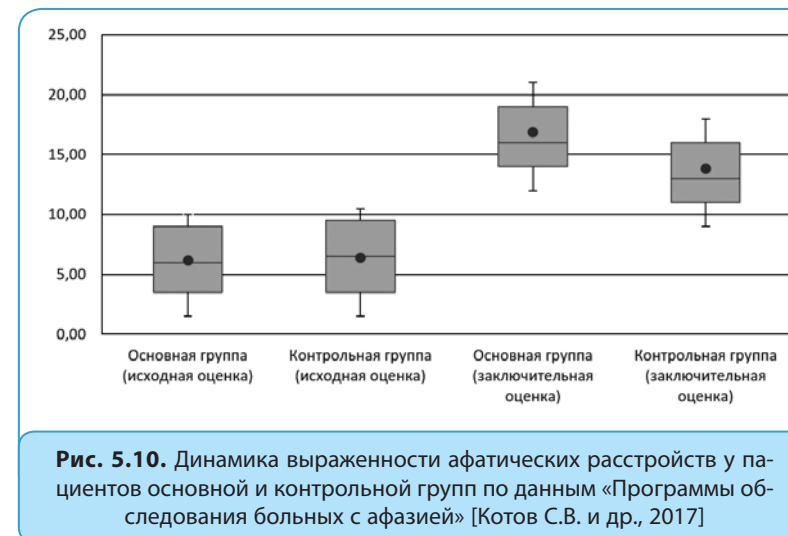 25,00
20,00
15,00
10,00
5,00
0,00
Основная группа
(исходная оценка)
Контрольная группа
(исходная оценка)
Основная группа
(заключительная
оценка)
Контрольная группа
(заключительная
оценка)
Рис. 5.10. Динамика выраженности афатических расстройств у па-
циентов основной и контрольной групп по данным «Программы об-
следования больных с афазией» [Котов С.В. и др., 2017]